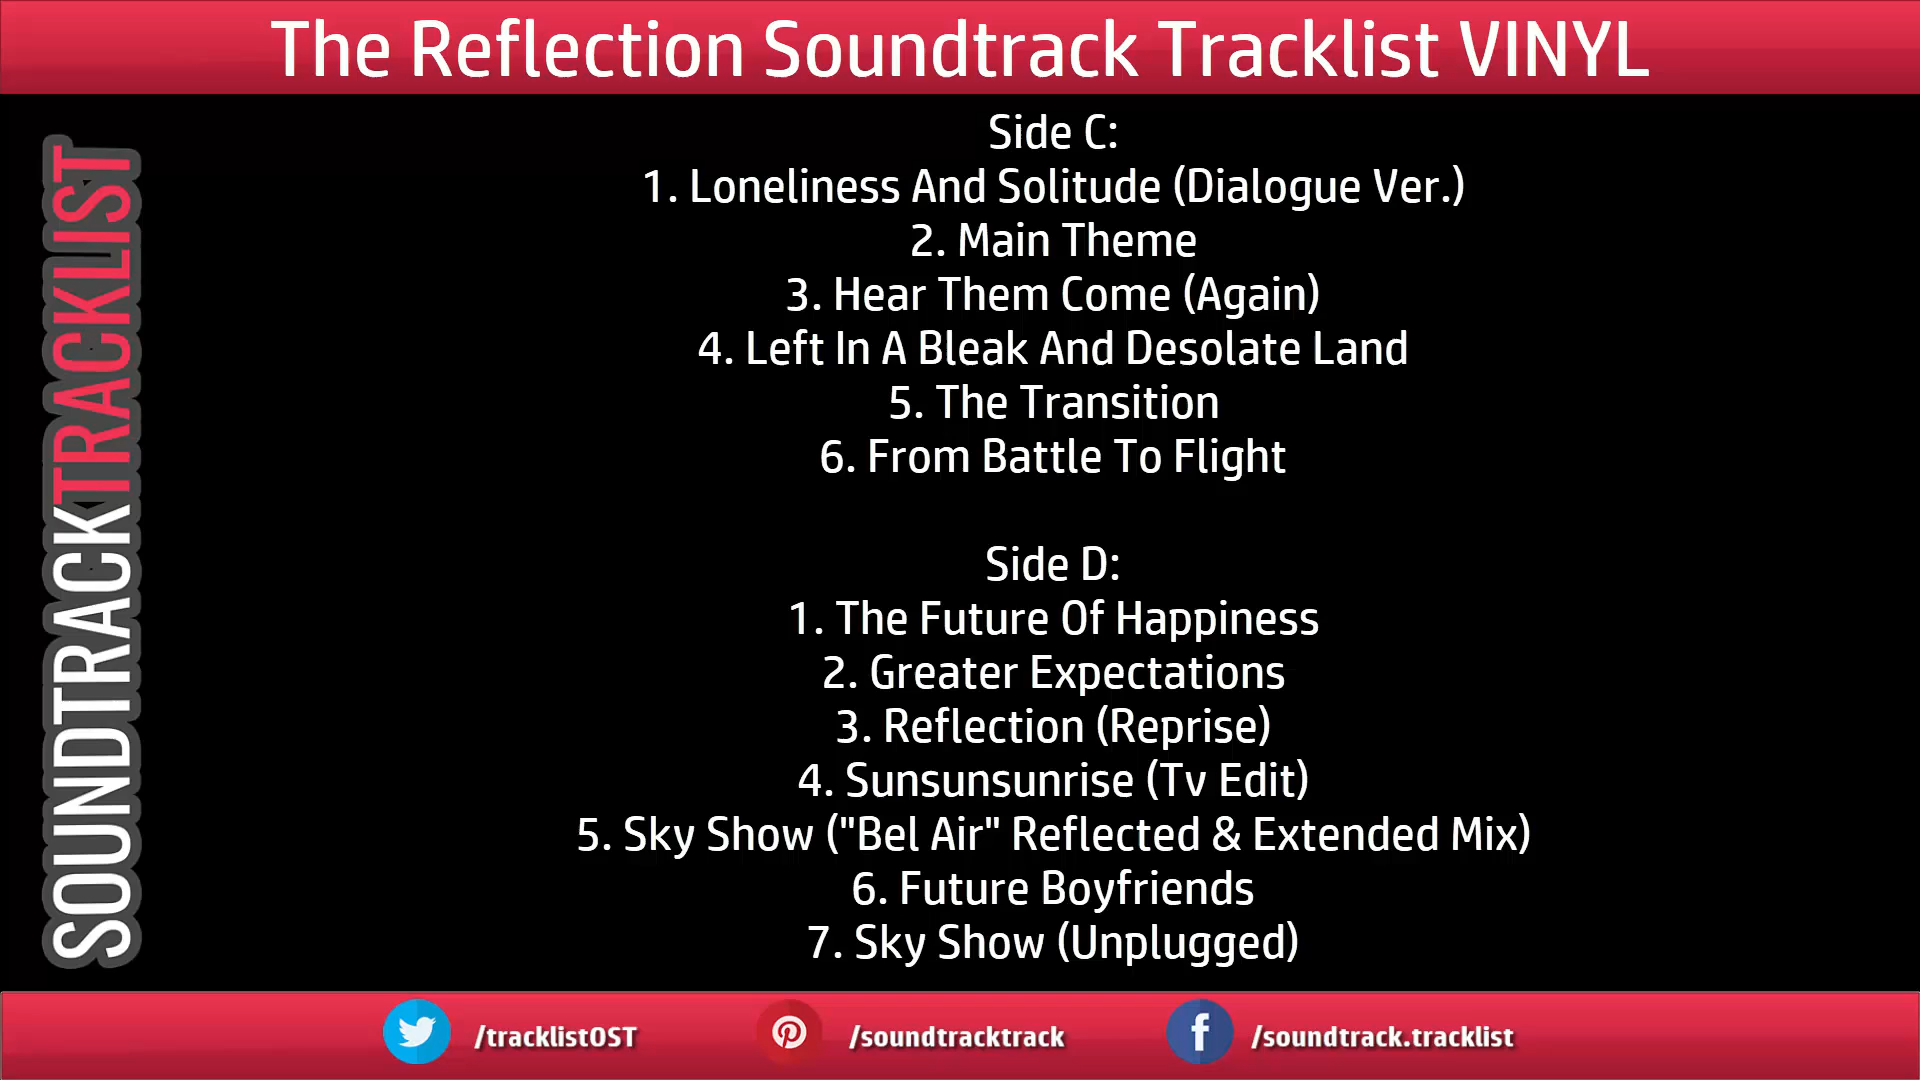 The Reflection Soundtrack Tracklist VINYL
SOUNDTRACKTRACKLIST
Side C:
1. Loneliness And Solitude (Dialogue Ver.)
2. Main Theme
3. Hear Them Come (Again)
4. Left In A Bleak And Desolate Land
5. The Transition
6. From Battle To Flight
Side D:
1. The Future Of Happiness
2. Greater Expectations
3. Reflection (Reprise)
4. Sunsunsunrise (Tv Edit)
5. Sky Show ("Bel Air" Reflected & Extended Mix)
6. Future Boyfriends
7. Sky Show (Unplugged)
/tracklistOST
/soundtracktrack
/soundtrack.tracklist